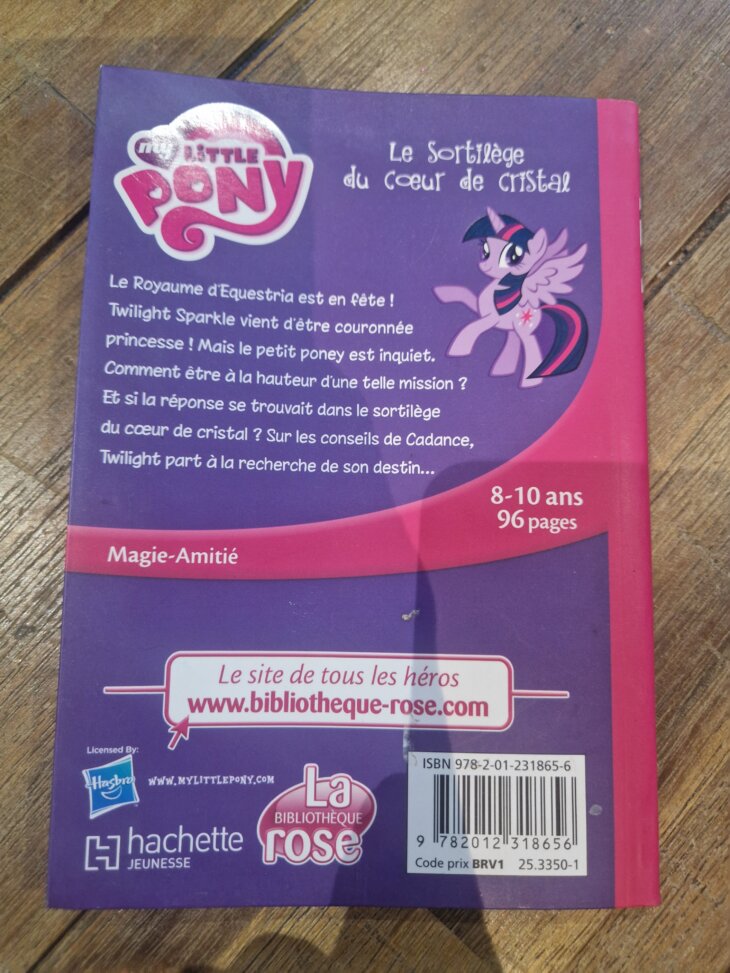 my
LITTLE
PONY
Le Sortilège
du cœur de cristal
Le Royaume d'Equestria est en fête !
Twilight Sparkle vient d'être couronnée
princesse ! Mais le petit poney est inquiet.
Comment être à la hauteur d'une telle mission ?
Et si la réponse se trouvait dans le sortilège
du cœur de cristal ? Sur les conseils de Cadance,
Twilight part à la recherche de son destin...
8-10 ans
96 pages
Magie-Amitié
Le site de tous les héros
www.bibliotheque-rose.com
Licensed By:
Hasbro
www.mylittlepony.com
hachette
JEUNESSE
La
BIBLIOTHÈQUE
rose
ISBN 978-2-01-231865-6
9 782012 318656
Code prix BRV1 25.3350-1